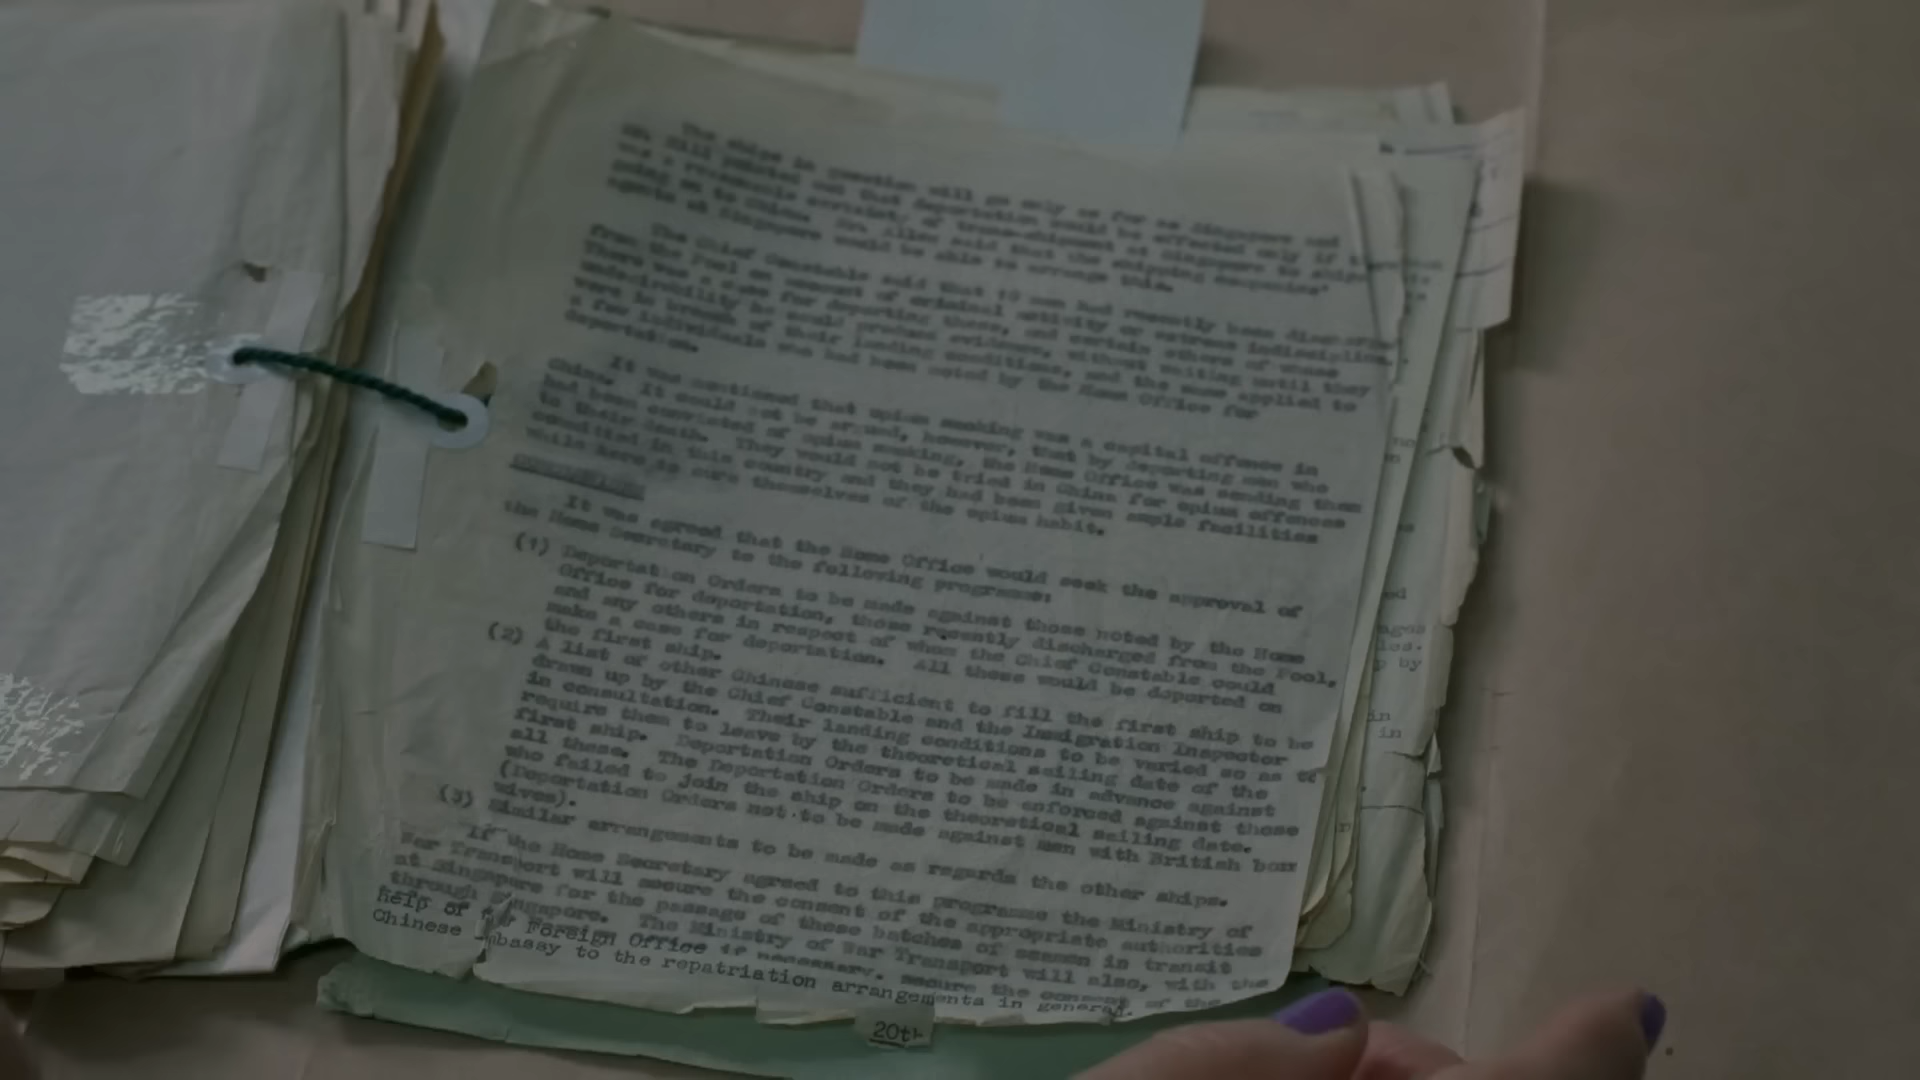 The ships in question will go only as far as Singapore and
Mr. Hill pointed out that deportation would be effected only if there
was a reasonable certainty of trans-shipment at Singapore to ships
going on to China. Mr. Allen said that the shipping companies'
agents at Singapore would be able to arrange this.
The Chief Constable said that 10 men had recently been discharged
from the Pool on account of criminal activity or extreme indiscipline.
There was a case for deporting these, and certain others of whose
undesirability he could produce evidence, without waiting until they
were in breach of their landing conditions, and the same applied to
a few individuals who had been noted by the Home Office for
deportation.
It was mentioned that opium smoking was a capital offence in
China. It could not be argued, however, that by deporting men who
had been convicted of opium smoking, the Home Office was sending them
to their death. They would not be tried in China for opium offences
committed in this country and they had been given ample facilities
while here to cure themselves of the opium habit.
It was agreed that the Home Office would seek the approval of
the Home Secretary to the following programme:
(1) Deportation Orders to be made against those noted by the Home
Office for deportation, those recently discharged from the Pool,
and any others in respect of whom the Chief Constable could
make a case for deportation. All these would be deported on
the first ship.
(2) A list of other Chinese sufficient to fill the first ship to be
drawn up by the Chief Constable and the Immigration Inspector
in consultation. Their landing conditions to be varied so as to
require them to leave by the theoretical sailing date of the
first ship. Deportation Orders to be made in advance against
all these. The Deportation Orders to be enforced against those
who failed to join the ship on the theoretical sailing date.
(Deportation Orders not to be made against men with British born
wives).
(3) Similar arrangements to be made as regards the other ships.
If the Home Secretary agreed to this programme the Ministry of
War Transport will secure the consent of the appropriate authorities
at Singapore for the passage of these batches of seamen in transit
through Singapore. The Ministry of War Transport will also, with the
help of the Foreign Office if necessary, secure the consent of the
Chinese Embassy to the repatriation arrangements in general.
20th